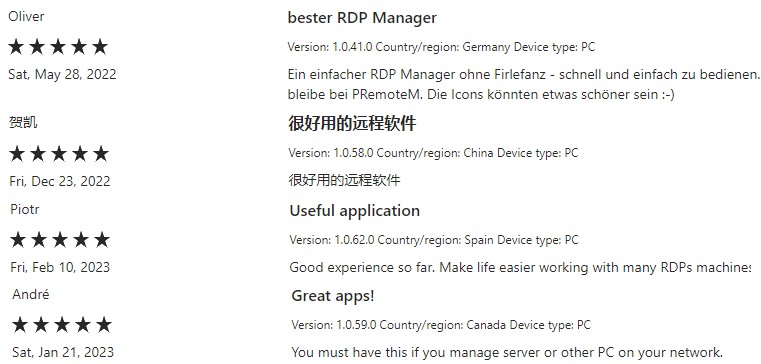 Oliver
bester RDP Manager
★★★★★
Version: 1.0.41.0 Country/region: Germany Device type: PC
Sat, May 28, 2022
Ein einfacher RDP Manager ohne Firlefanz - schnell und einfach zu bedienen.
bleibe bei PRemoteM. Die Icons könnten etwas schöner sein :-)
贺凯
很好用的远程软件
★★★★★
Version: 1.0.58.0 Country/region: China Device type: PC
Fri, Dec 23, 2022
很好用的远程软件
Piotr
Useful application
★★★★★
Version: 1.0.62.0 Country/region: Spain Device type: PC
Fri, Feb 10, 2023
Good experience so far. Make life easier working with many RDPs machines
André
Great apps!
★★★★★
Version: 1.0.59.0 Country/region: Canada Device type: PC
Sat, Jan 21, 2023
You must have this if you manage server or other PC on your network.